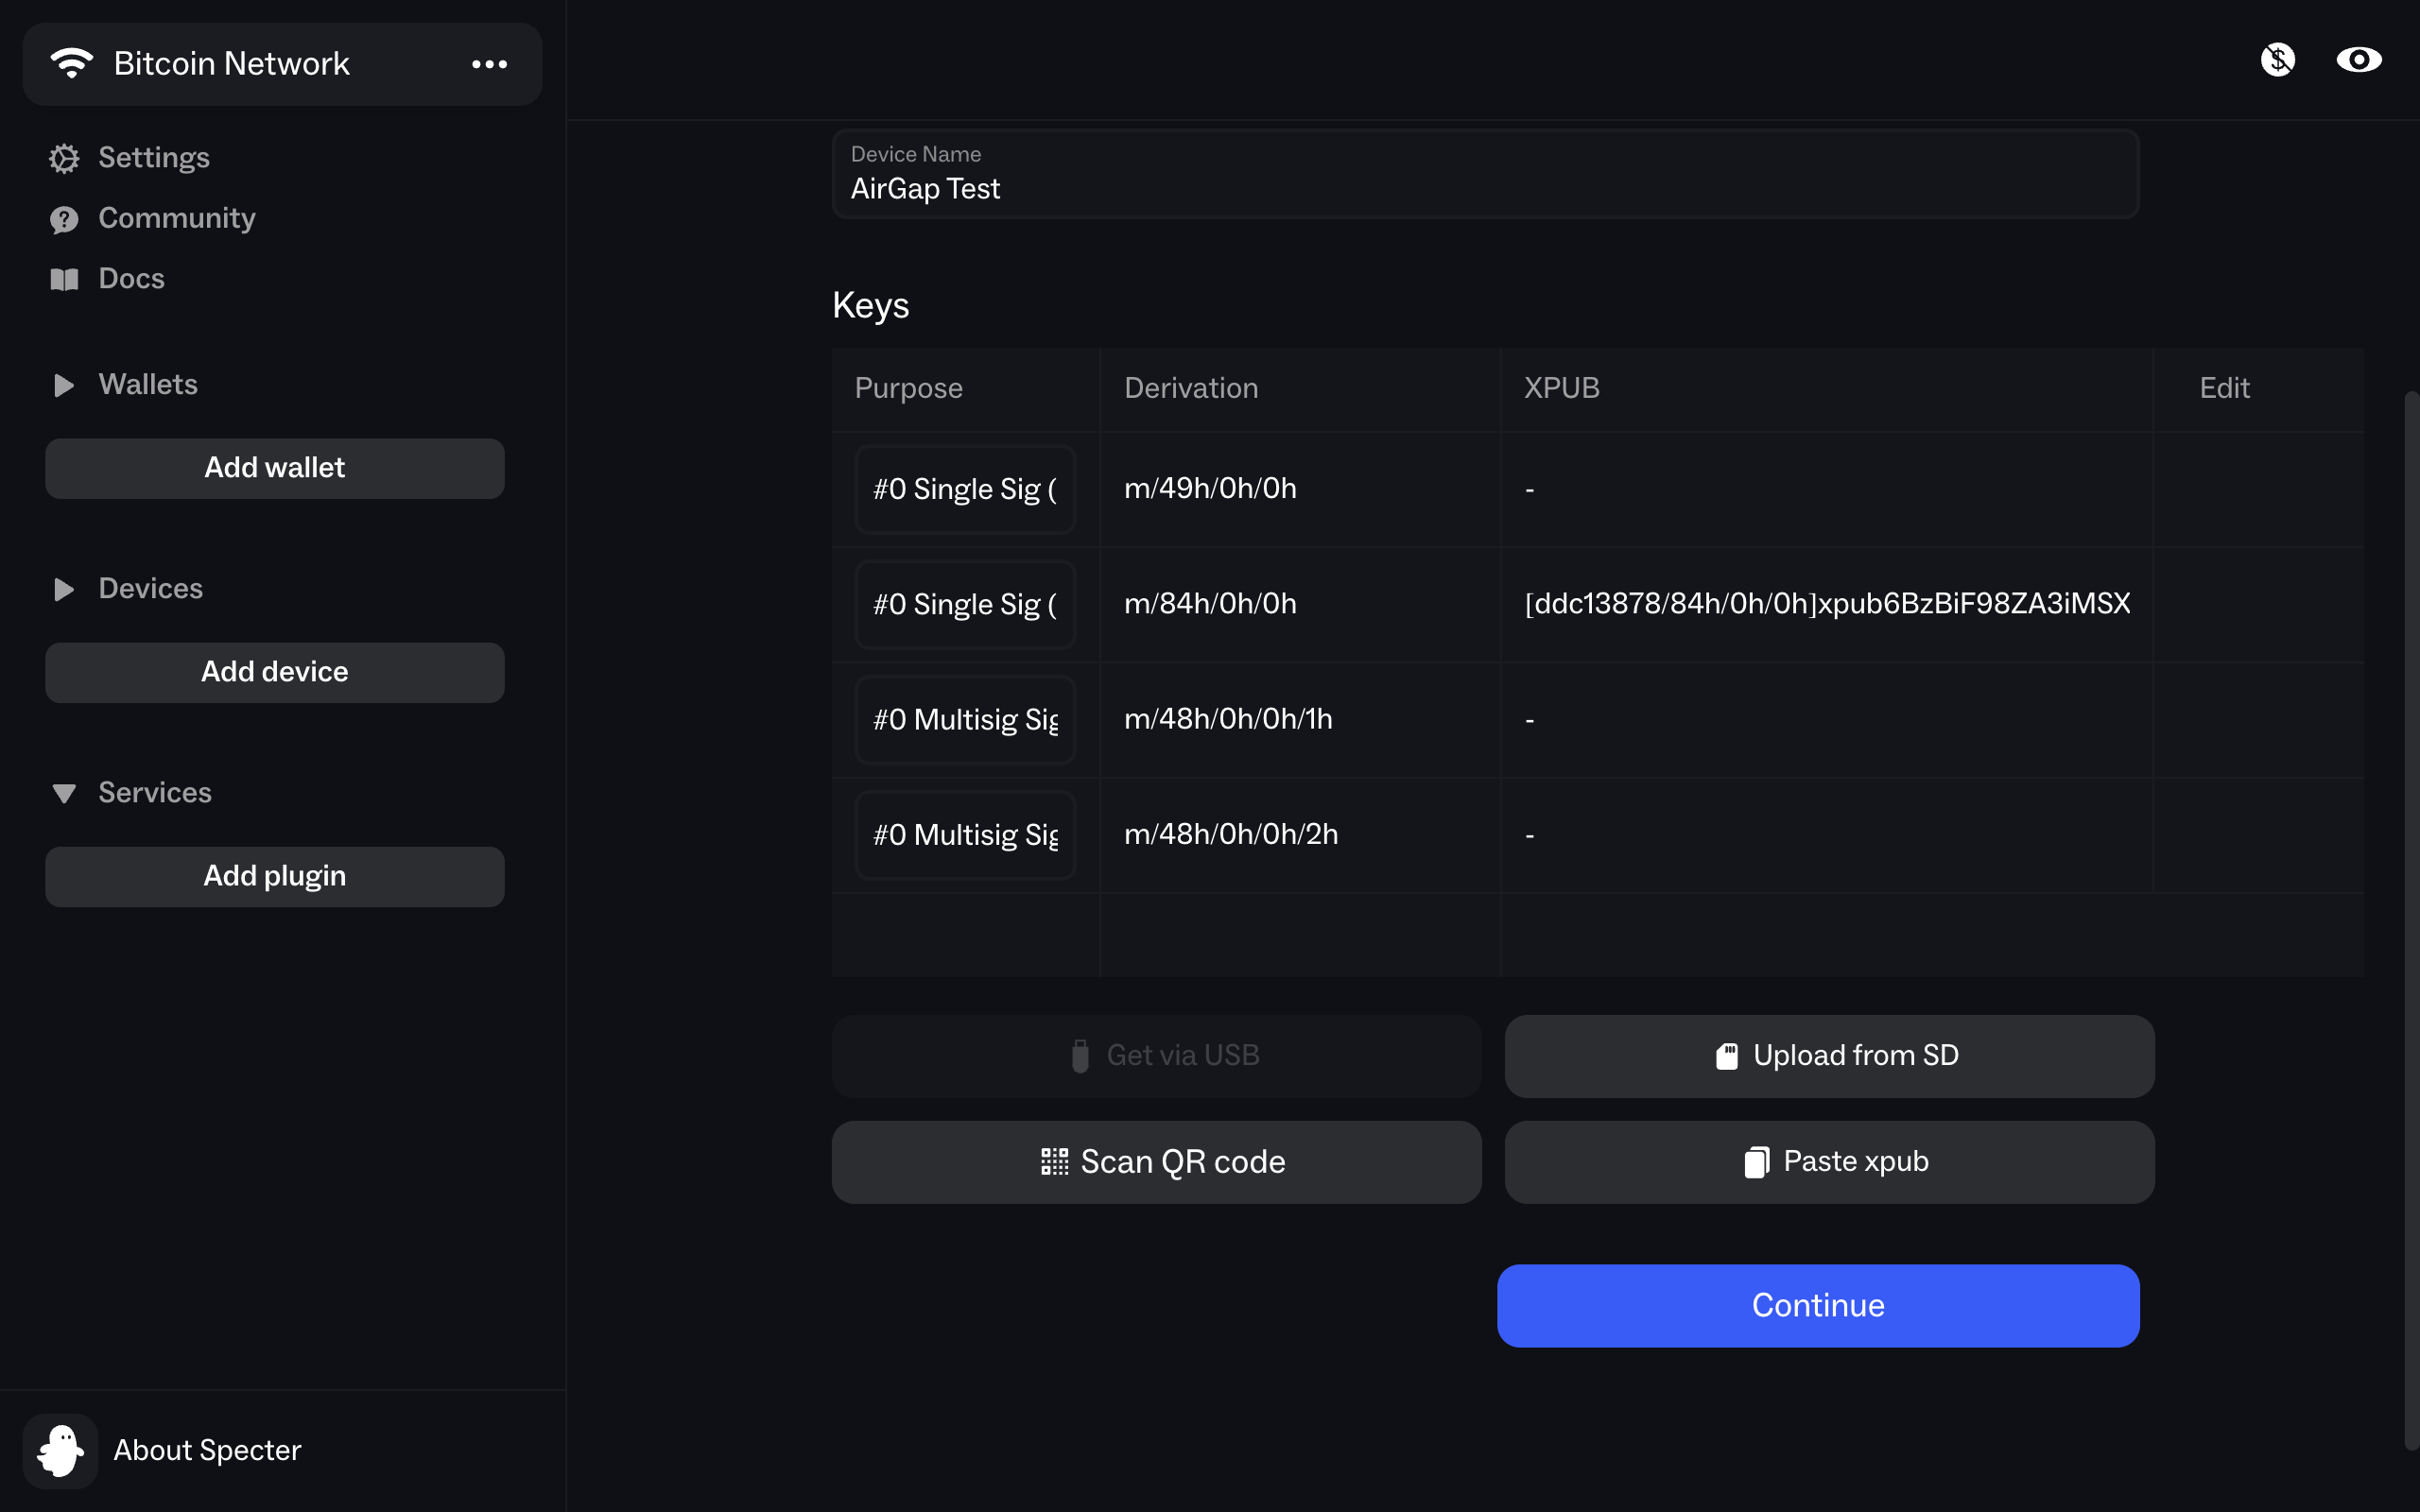 Bitcoin Network
Settings
Community
Docs
Wallets
Add wallet
Devices
Add device
Services
Add plugin
About Specter
Device Name
AirGap Test
Keys
Purpose Derivation XPUB Edit
#0 Single Sig ( m/49h/0h/0h -
#0 Single Sig ( m/84h/0h/0h [ddc13878/84h/0h/0h]xpub6BzBiF98ZA3iMSX
#0 Multisig Sig m/48h/0h/0h/1h -
#0 Multisig Sig m/48h/0h/0h/2h -
Get via USB Upload from SD
Scan QR code Paste xpub
Continue